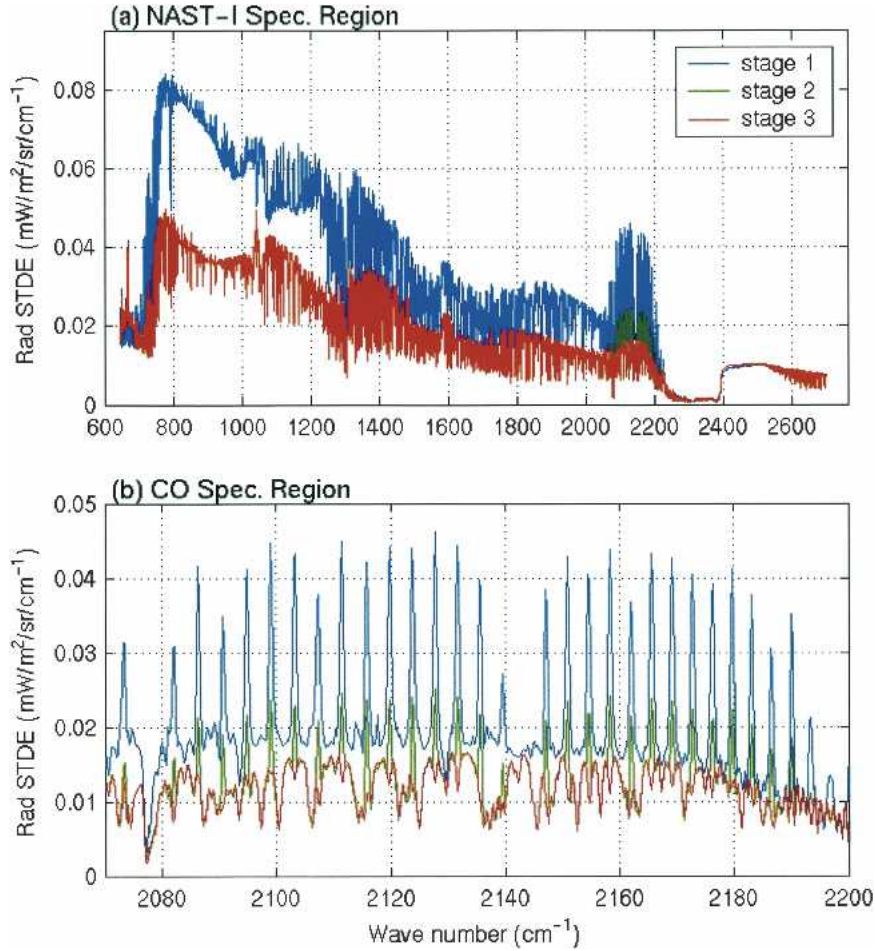 (a) NAST-I Spec. Region
Rad STDE (mW/m²/sr/cm⁻¹)
stage 1
stage 2
stage 3
0.08
0.06
0.04
0.02
0
600 800 1000 1200 1400 1600 1800 2000 2200 2400 2600
(b) CO Spec. Region
Rad STDE (mW/m²/sr/cm⁻¹)
0.05
0.04
0.03
0.02
0.01
0
2080 2100 2120 2140 2160 2180 2200
Wave number (cm⁻¹)